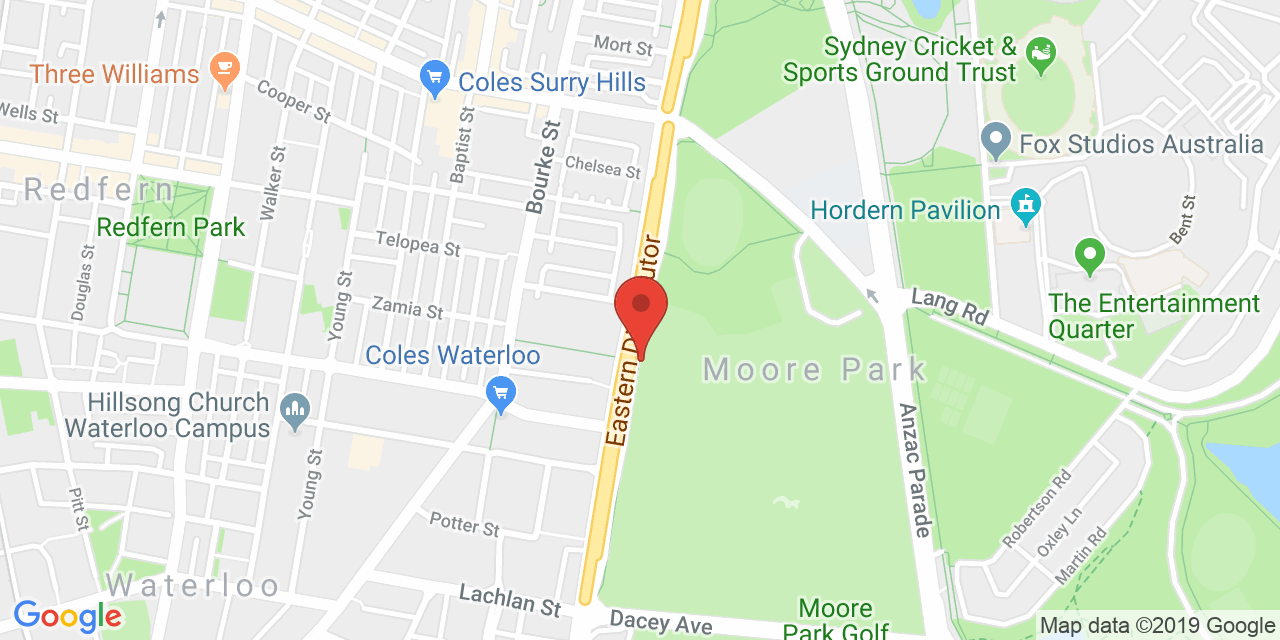 Mort St
Sydney Cricket &
Sports Ground Trust
Three Williams
Coles Surry Hills
Cooper St
Wells St
Baptist St
Bourke St
Chelsea St
Fox Studios Australia
Redfern
Walker St
Redfern Park
Telopea St
Hordern Pavilion
Bent St
Douglas St
Young St
Zamia St
Eastern D
utor
Lang Rd
The Entertainment
Quarter
Coles Waterloo
Moore Park
Hillsong Church
Waterloo Campus
Anzac Parade
Young St
Pitt St
Potter St
Robertson Rd
Oxley Ln
Martin Rd
Waterloo
Lachlan St
Dacey Ave
Moore
Park Golf
Google
Map data ©2019 Google